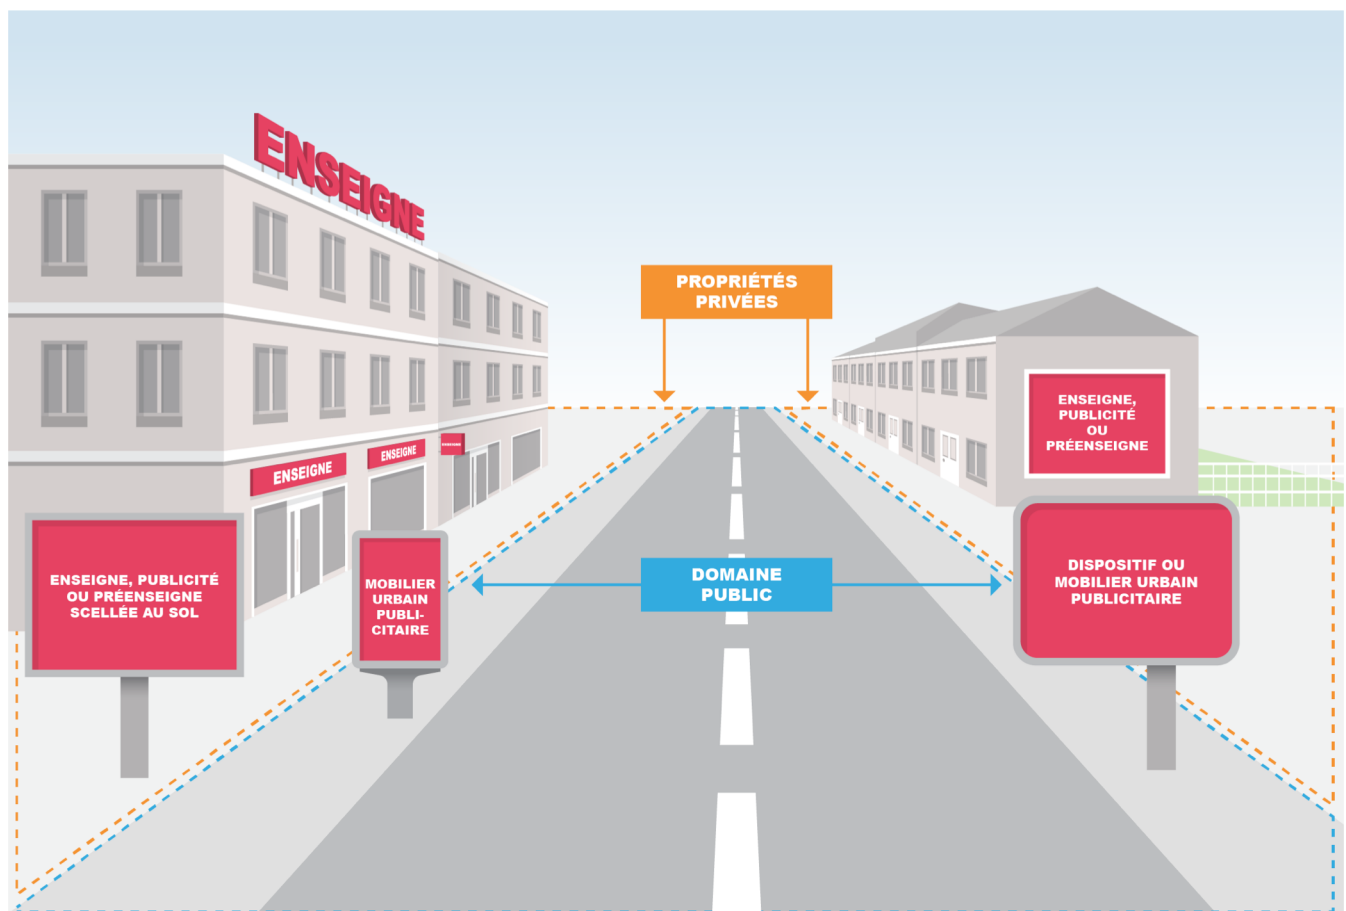 ENSEIGNE
PROPRIÉTÉS
PRIVÉES
ENSEIGNE,
PUBLICITÉ
OU
PRÉENSEIGNE
ENSEIGNE
ENSEIGNE
ENSEIGNE
ENSEIGNE, PUBLICITÉ
OU PRÉENSEIGNE
SCELLÉE AU SOL
MOBILIER
URBAIN
PUBLI-
CITAIRE
DOMAINE
PUBLIC
DISPOSITIF OU
MOBILIER URBAIN
PUBLICITAIRE